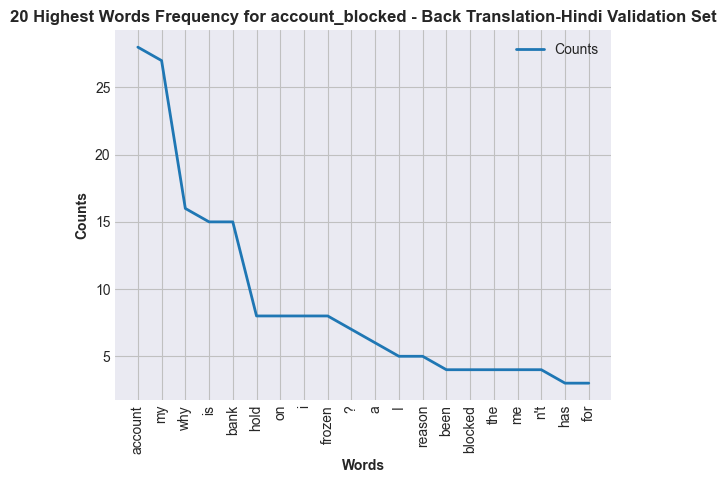 20 Highest Words Frequency for account_blocked - Back Translation-Hindi Validation Set
Counts
25
20
15
10
5
Counts
account
my
why
is
bank
hold
on
i
frozen
?
a
I
reason
been
blocked
the
me
n't
has
for
Words